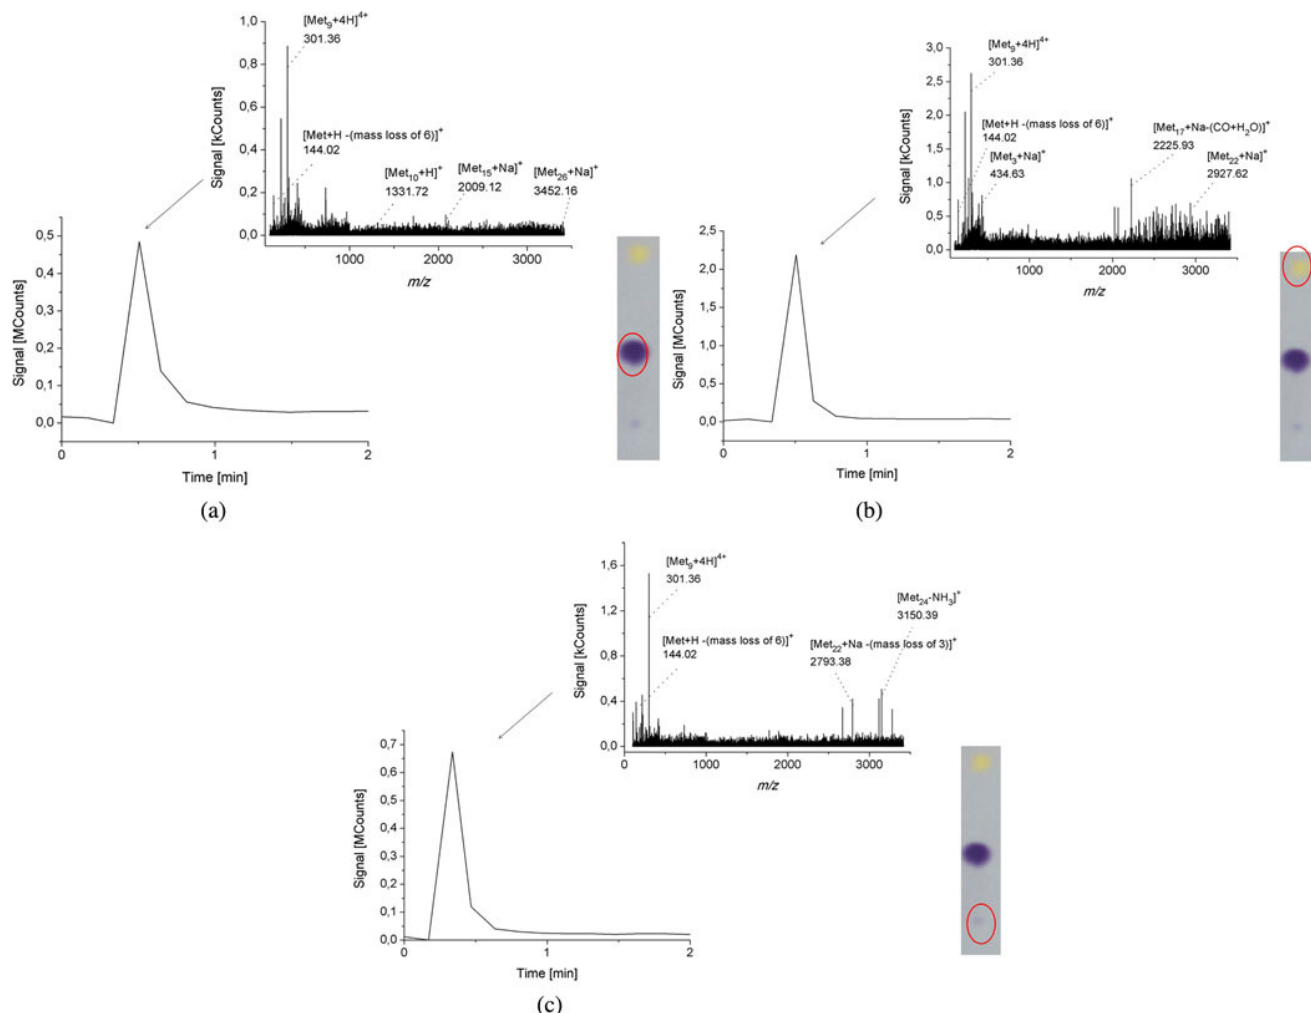 1,0
0,8
0,6
0,4
0,2
0,0
Signal [kCounts]
[Met₉+4H]⁴⁺
301.36
[Met+H -(mass loss of 6)]⁺
144.02
[Met₁₀+H]⁺
1331.72
[Met₁₅+Na]⁺
2009.12
[Met₂₆+Na]⁺
3452.16
1000 2000 3000
m/z
0,5
0,4
0,3
0,2
0,1
0,0
Signal [MCounts]
0 1 2
Time [min]
(a)
3,0
2,5
2,0
1,5
1,0
0,5
0,0
Signal [kCounts]
[Met₉+4H]⁴⁺
301.36
[Met+H -(mass loss of 6)]⁺
144.02
[Met₃+Na]⁺
434.63
[Met₁₇+Na-(CO+H₂O)]⁺
2225.93
[Met₂₂+Na]⁺
2927.62
1000 2000 3000
m/z
2,5
2,0
1,5
1,0
0,5
0,0
Signal [MCounts]
0 1 2
Time [min]
(b)
1,6
1,2
0,8
0,4
0,0
Signal [kCounts]
[Met₉+4H]⁴⁺
301.36
[Met+H -(mass loss of 6)]⁺
144.02
[Met₂₄-NH₃]⁺
3150.39
[Met₂₂+Na -(mass loss of 3)]⁺
2793.38
0 1000 2000 3000
m/z
0,7
0,6
0,5
0,4
0,3
0,2
0,1
0,0
Signal [MCounts]
0 1 2
Time [min]
(c)